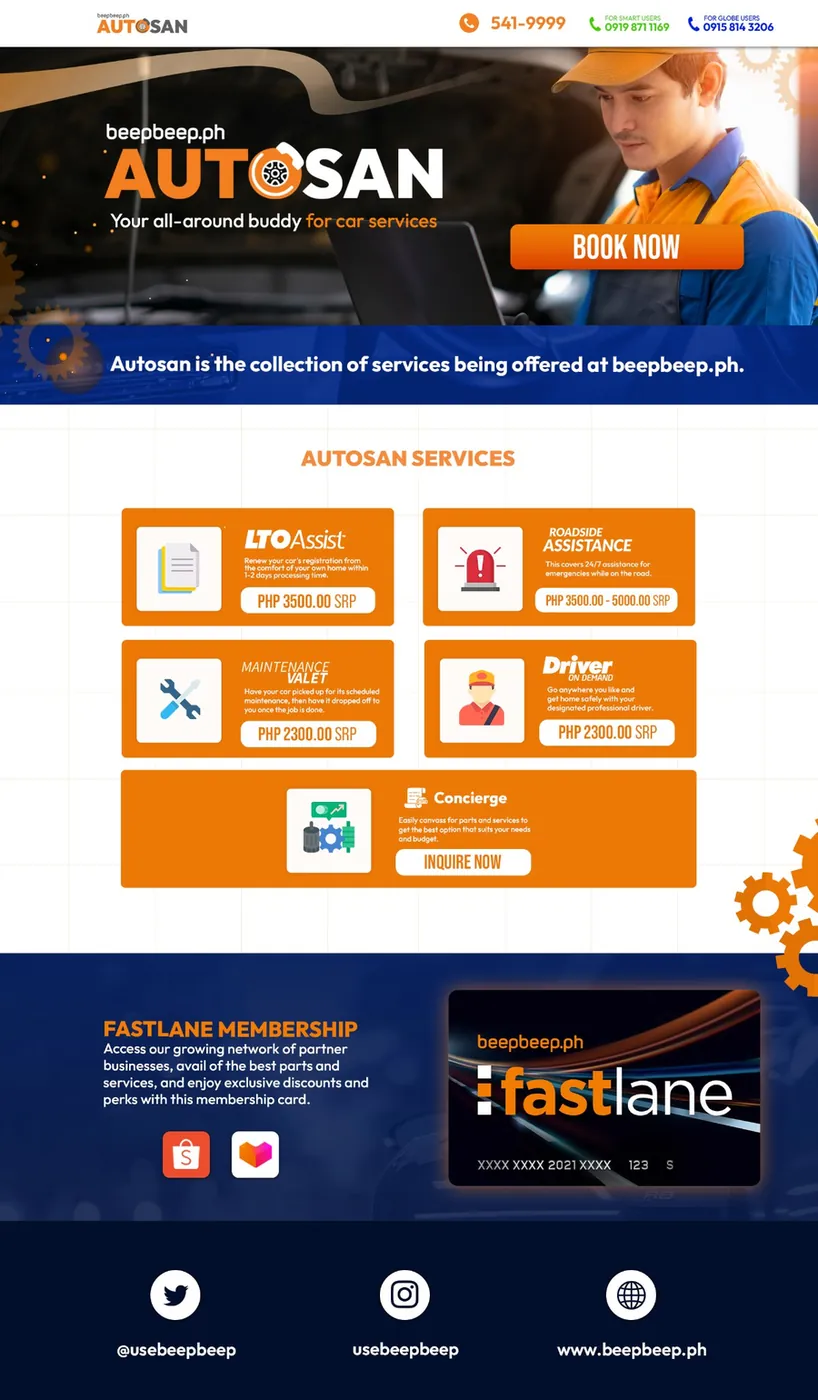 beepbeep.ph
AUTOSAN
541-9999
FOR SMART USERS
0919 871 1169
FOR GLOBE USERS
0915 814 3206
beepbeep.ph
AUTOSAN
Your all-around buddy for car services
BOOK NOW
Autosan is the collection of services being offered at beepbeep.ph.
AUTOSAN SERVICES
LTO Assist
Renew your car's registration from
the comfort of your own home within
1-2 days processing time.
PHP 3500.00 SRP
ROADSIDE
ASSISTANCE
This covers 24/7 assistance for
emergencies while on the road.
PHP 3500.00 - 5000.00 SRP
MAINTENANCE
VALET
Have your car picked up for its scheduled
maintenance, then have it dropped off to
you once the job is done.
PHP 2300.00 SRP
Driver
ON DEMAND
Go anywhere you like and
get home safely with your
designated professional driver.
PHP 2300.00 SRP
Concierge
Easily canvass for parts and services to
get the best option that suits your needs
and budget.
INQUIRE NOW
FASTLANE MEMBERSHIP
Access our growing network of partner
businesses, avail of the best parts and
services, and enjoy exclusive discounts and
perks with this membership card.
S
beepbeep.ph
fastlane
XXXX XXXX 2021 XXXX 123 S
@usebeepbeep
usebeepbeep
www.beepbeep.ph